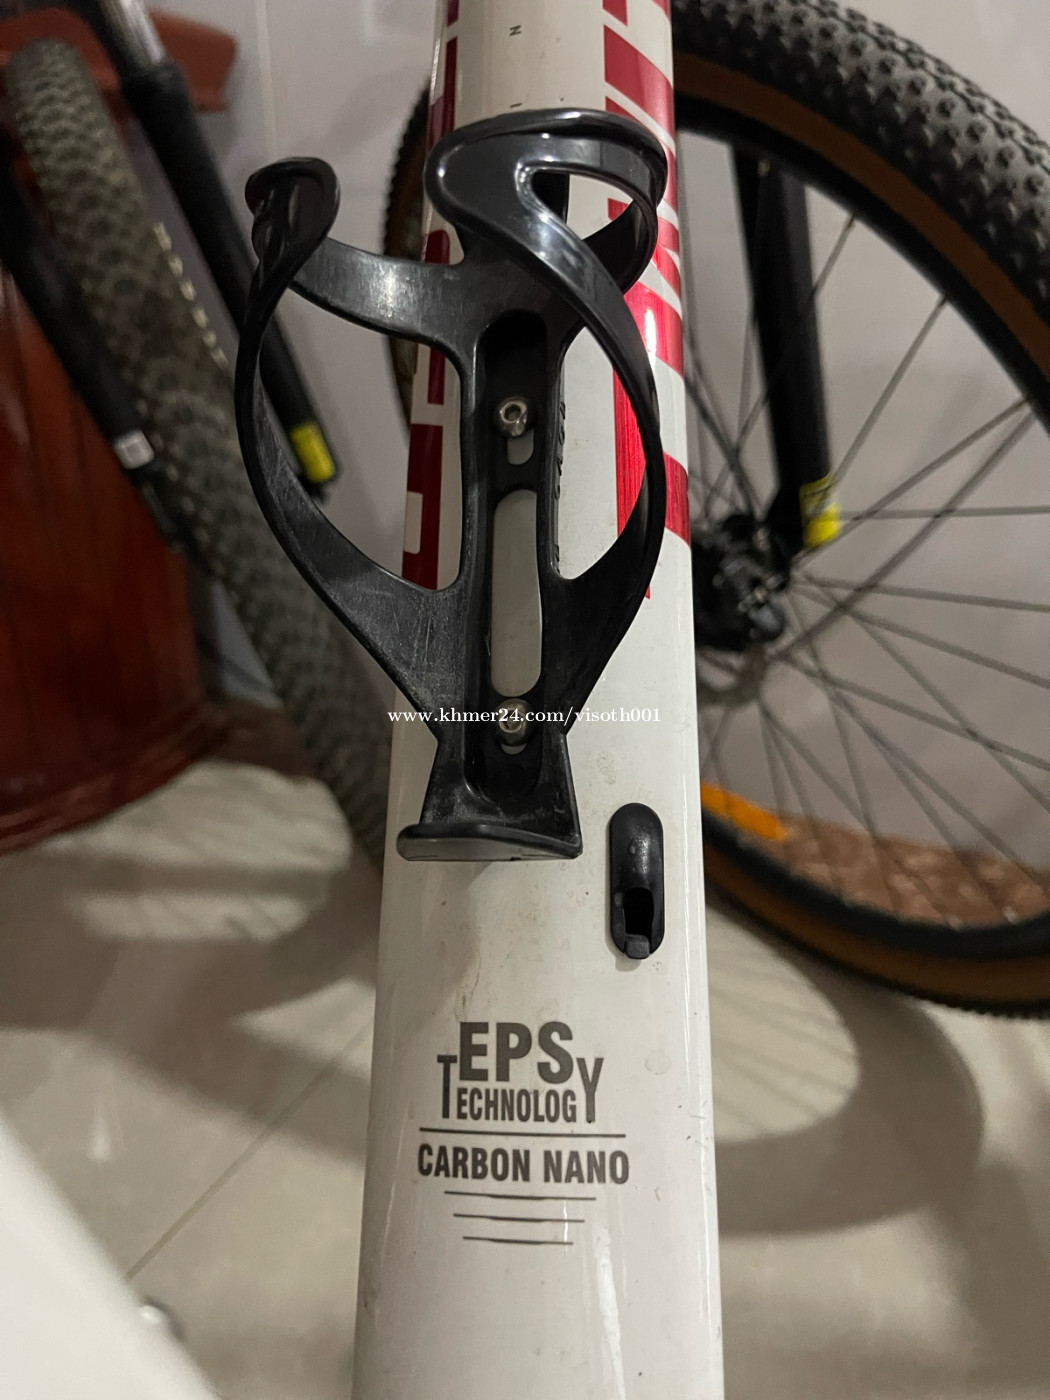 www.khmer24.com/visoth001
EPS
TECHNOLOGY
CARBON NANO